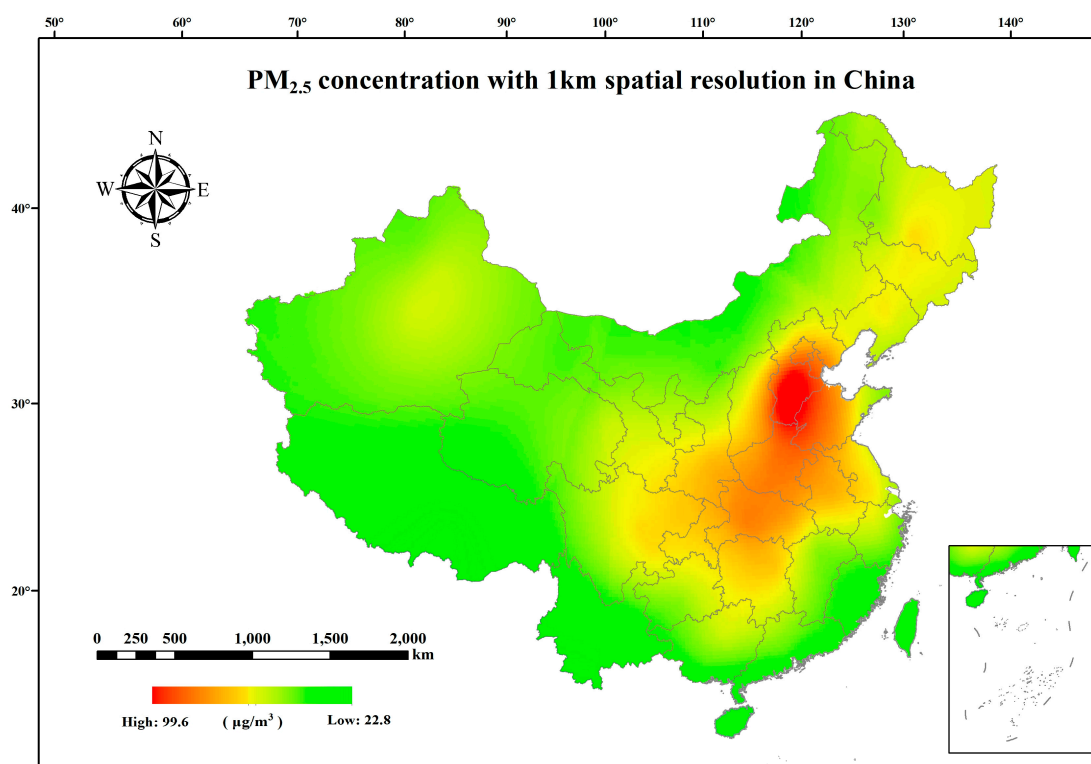 50° 60° 70° 80° 90° 100° 110° 120° 130° 140°
PM₂.₅ concentration with 1km spatial resolution in China
N
W E
S
40°
30°
20°
0 250 500 1,000 1,500 2,000
km
High: 99.6 ( μg/m³ ) Low: 22.8